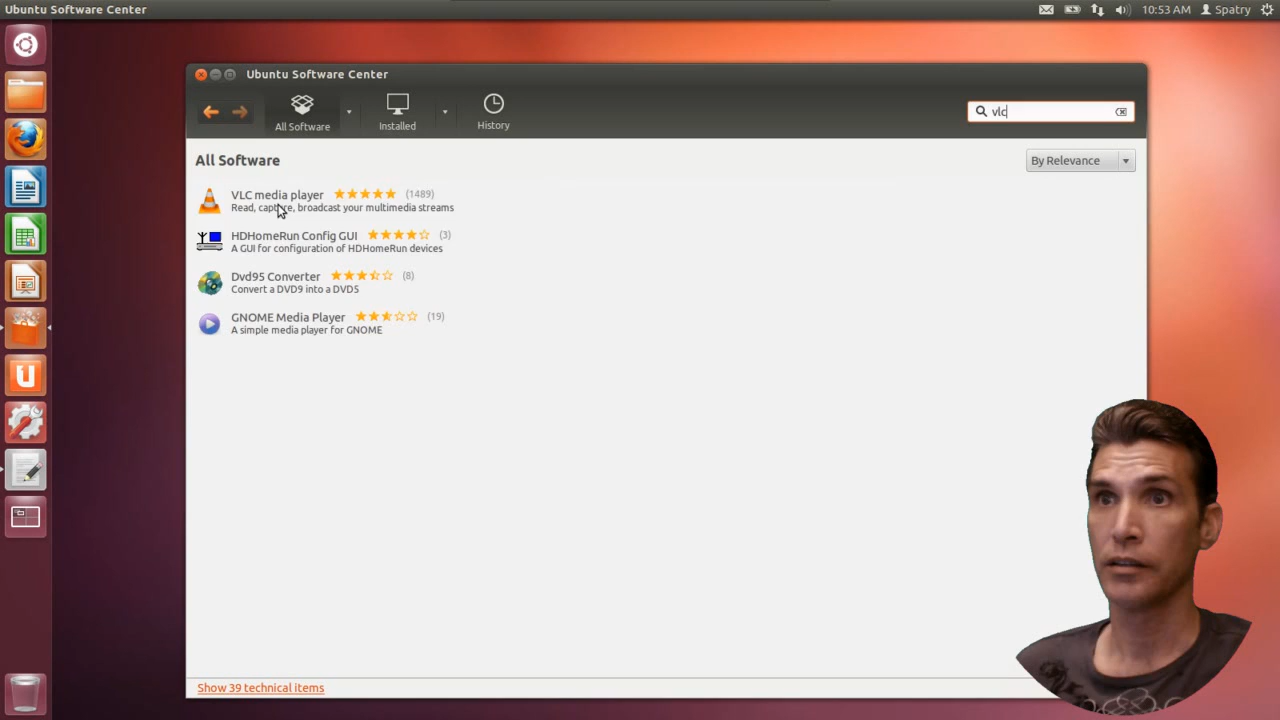 Ubuntu Software Center
10:53 AM Spatry
Ubuntu Software Center
All Software
Installed
History
vlc
All Software
By Relevance
VLC media player (1489)
Read, capture, broadcast your multimedia streams
HDHomeRun Config GUI (3)
A GUI for configuration of HDHomeRun devices
Dvd95 Converter (8)
Convert a DVD9 into a DVD5
GNOME Media Player (19)
A simple media player for GNOME
Show 39 technical items